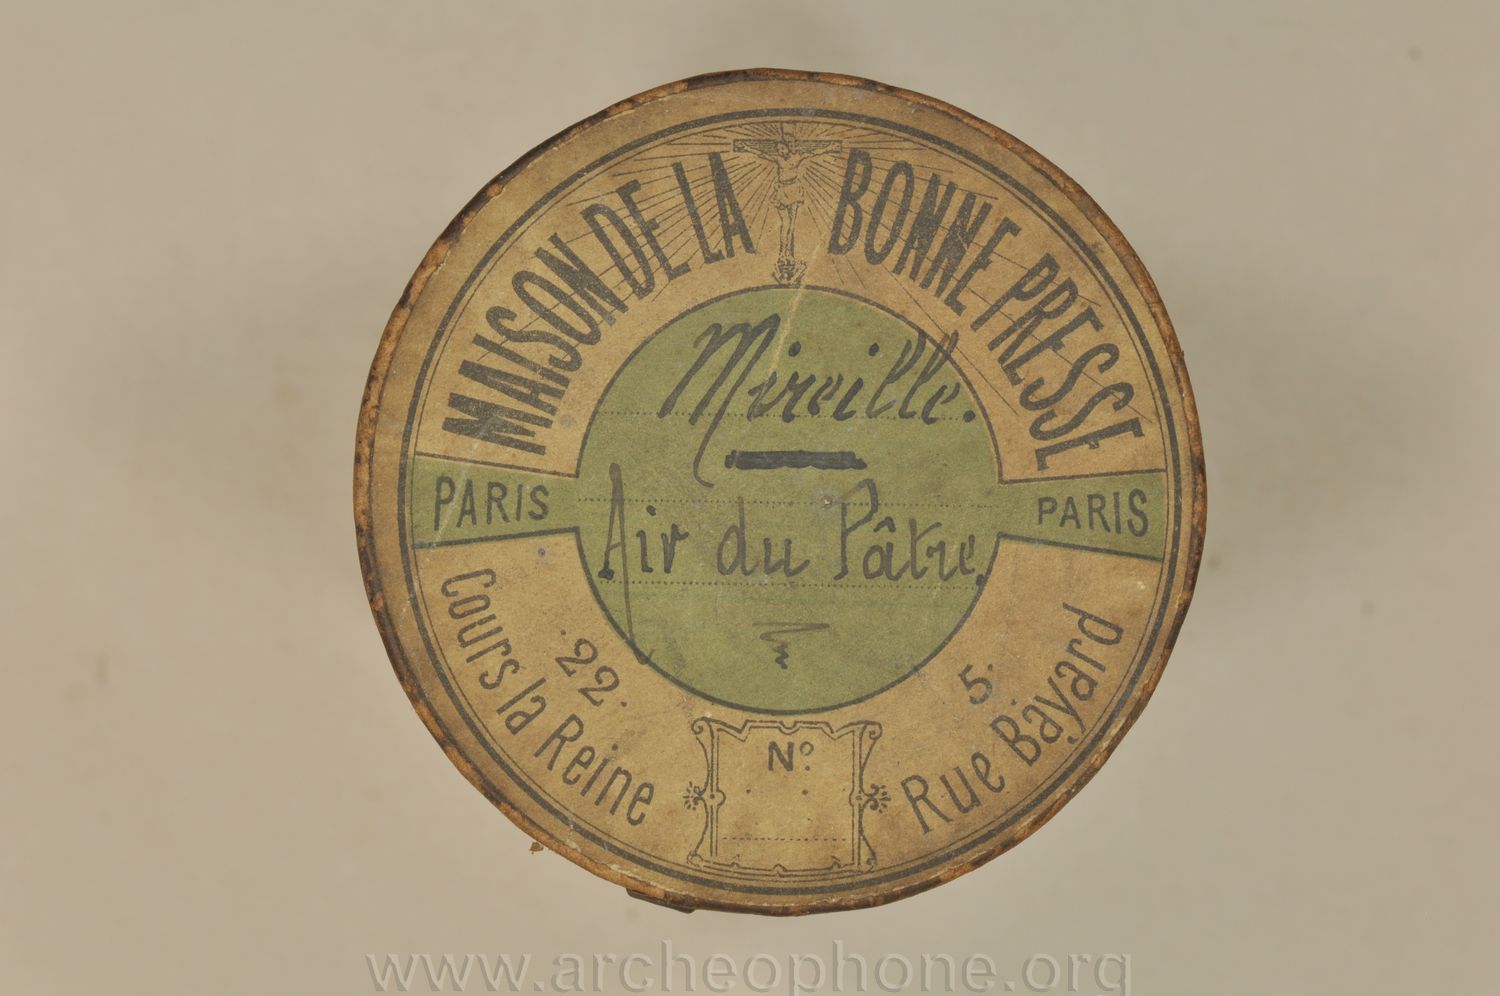 MAISON DE LA BONNE PRESSE
Mireille.
PARIS
PARIS
Air du Pâtre.
22.
Cours la Reine
5.
Rue Bayard
Nº
www.archeophone.org